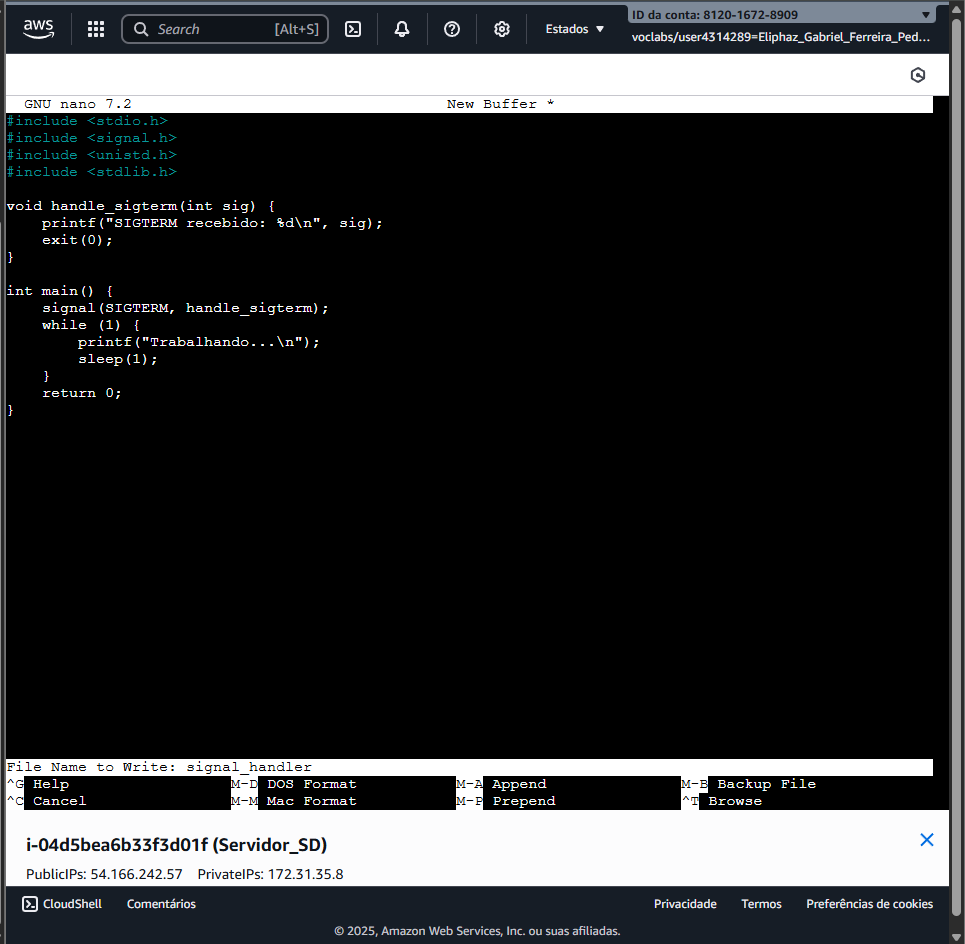 aws
Search [Alt+S]
Estados
ID da conta: 8120-1672-8909
voclabs/user4314289=Eliphaz_Gabriel_Ferreira_Ped...
GNU nano 7.2 New Buffer *
#include <stdio.h>
#include <signal.h>
#include <unistd.h>
#include <stdlib.h>
void handle_sigterm(int sig) {
    printf("SIGTERM recebido: %d\n", sig);
    exit(0);
}
int main() {
    signal(SIGTERM, handle_sigterm);
    while (1) {
        printf("Trabalhando...\n");
        sleep(1);
    }
    return 0;
}
File Name to Write: signal_handler
^G Help M-D DOS Format M-A Append M-B Backup File
^C Cancel M-M Mac Format M-P Prepend ^T Browse
i-04d5bea6b33f3d01f (Servidor_SD)
PublicIPs: 54.166.242.57 PrivateIPs: 172.31.35.8
CloudShell Comentários Privacidade Termos Preferências de cookies
© 2025, Amazon Web Services, Inc. ou suas afiliadas.